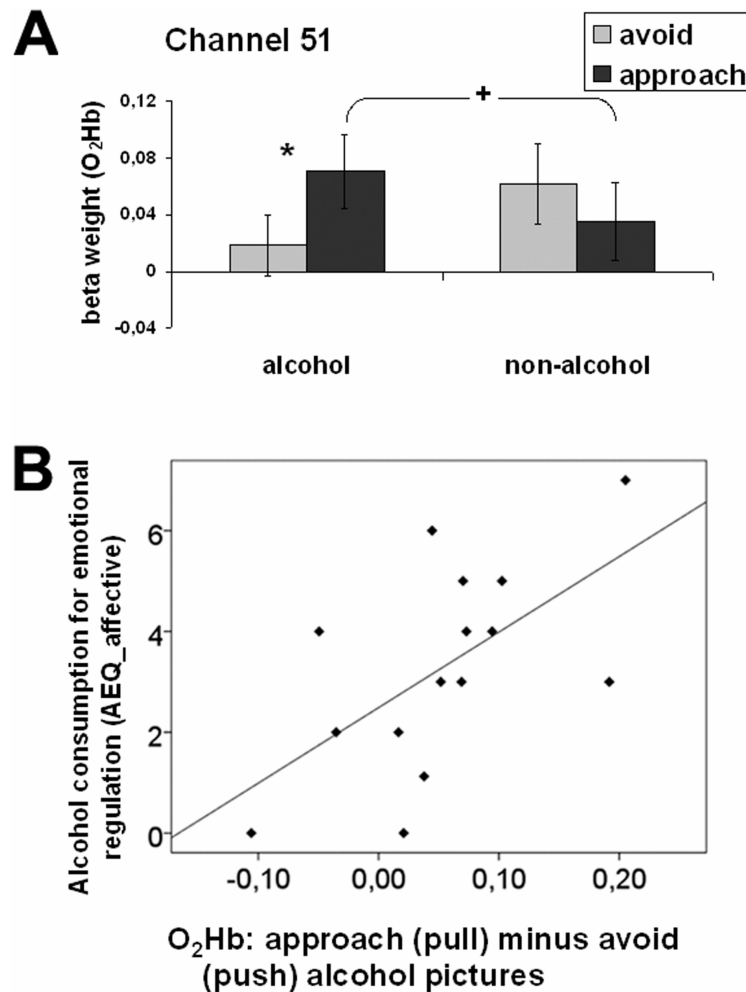 A
Channel 51
avoid
approach
beta weight (O₂Hb)
0,12
0,08
0,04
0
-0,04
*
+
alcohol
non-alcohol
B
Alcohol consumption for emotional
regulation (AEQ_affective)
6
4
2
0
-0,10
0,00
0,10
0,20
O₂Hb: approach (pull) minus avoid
(push) alcohol pictures